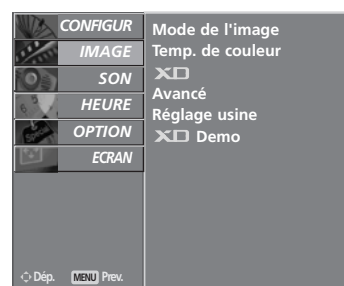 CONFIGUR
IMAGE
SON
HEURE
OPTION
ECRAN
Mode de l'image
Temp. de couleur
XD
Avancé
Réglage usine
XD Demo
Dép. MENU Prev.